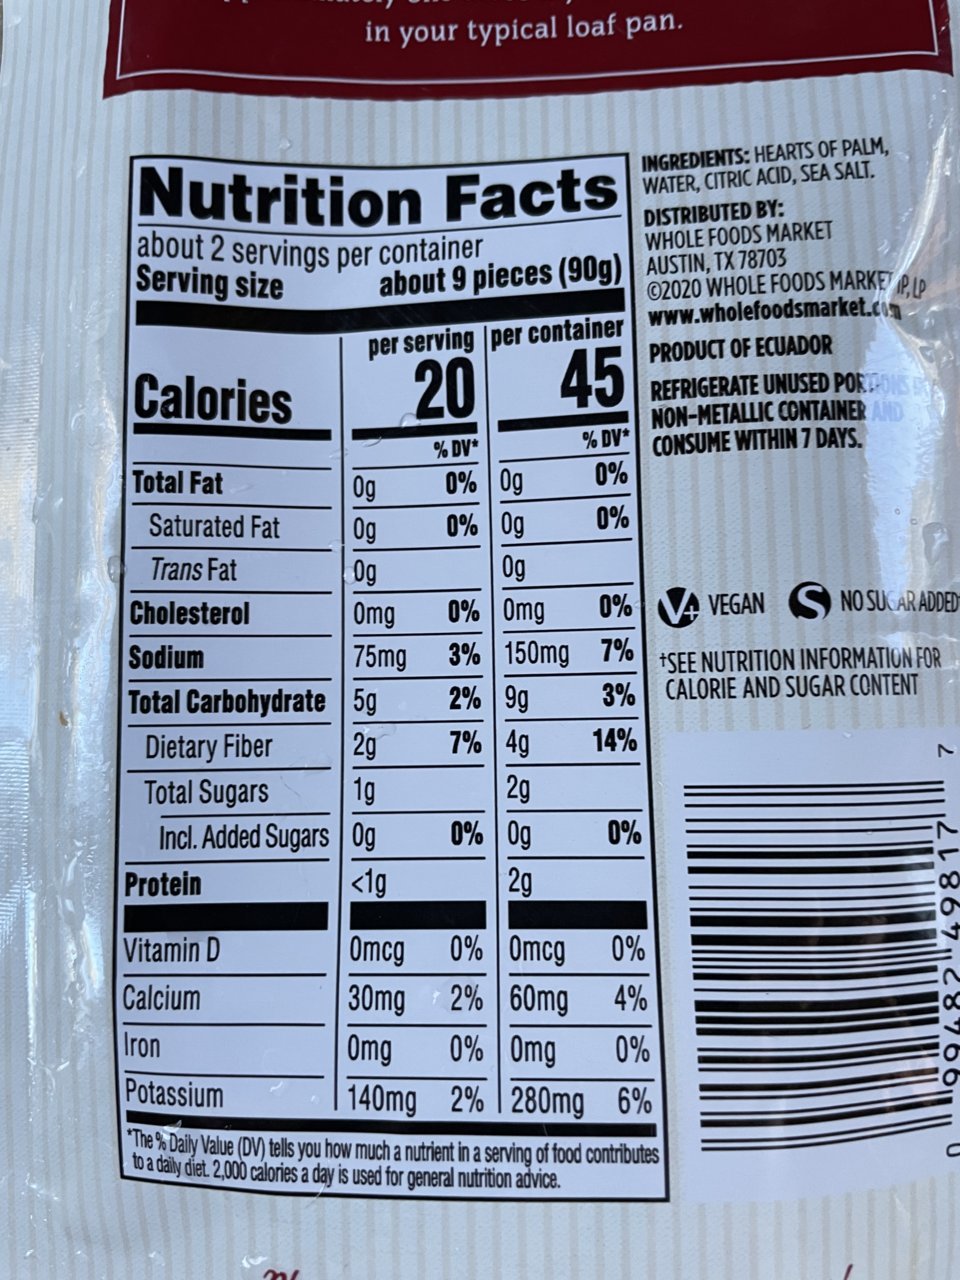 in your typical loaf pan.
Nutrition Facts
about 2 servings per container
Serving size about 9 pieces (90g)
per serving per container
Calories 20 45
% DV* % DV*
Total Fat 0g 0% 0g 0%
Saturated Fat 0g 0% 0g 0%
Trans Fat 0g 0g
Cholesterol 0mg 0% 0mg 0%
Sodium 75mg 3% 150mg 7%
Total Carbohydrate 5g 2% 9g 3%
Dietary Fiber 2g 7% 4g 14%
Total Sugars 1g 2g
Incl. Added Sugars 0g 0% 0g 0%
Protein <1g 2g
Vitamin D 0mcg 0% 0mcg 0%
Calcium 30mg 2% 60mg 4%
Iron 0mg 0% 0mg 0%
Potassium 140mg 2% 280mg 6%
*The % Daily Value (DV) tells you how much a nutrient in a serving of food contributes
to a daily diet. 2,000 calories a day is used for general nutrition advice.
INGREDIENTS: HEARTS OF PALM,
WATER, CITRIC ACID, SEA SALT.
DISTRIBUTED BY:
WHOLE FOODS MARKET
AUSTIN, TX 78703
©2020 WHOLE FOODS MARKET IP, LP
www.wholefoodsmarket.com
PRODUCT OF ECUADOR
REFRIGERATE UNUSED PORTIONS
NON-METALLIC CONTAINER AND
CONSUME WITHIN 7 DAYS.
V+ VEGAN S NO SUGAR ADDED†
†SEE NUTRITION INFORMATION FOR
CALORIE AND SUGAR CONTENT
0 99482 49817 7